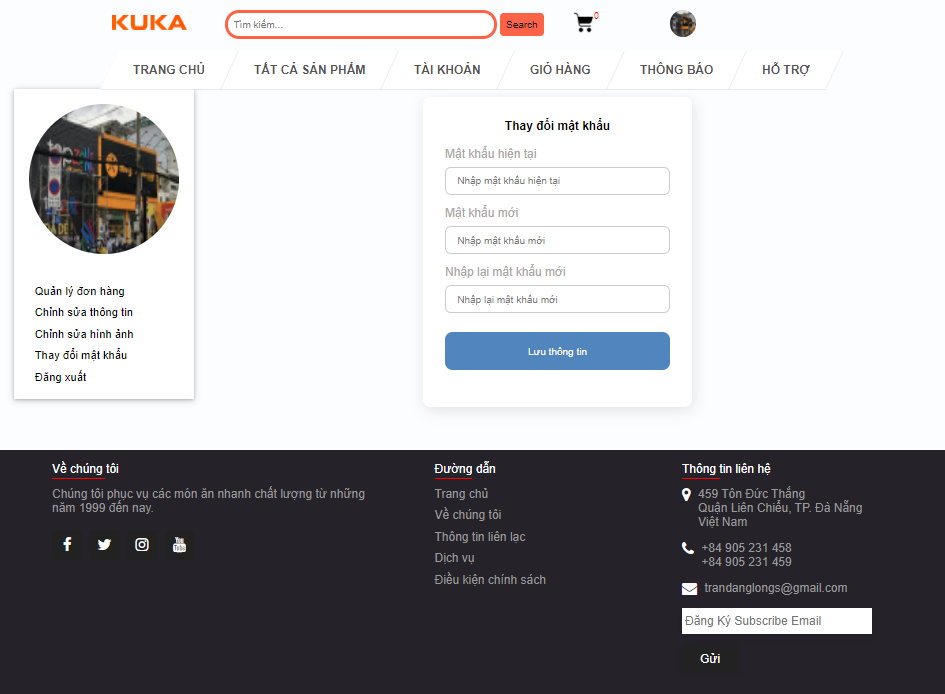 KUKA
Tìm kiếm...
Search
0
TRANG CHỦ
TẤT CẢ SẢN PHẨM
TÀI KHOẢN
GIỎ HÀNG
THÔNG BÁO
HỖ TRỢ
Quản lý đơn hàng
Chỉnh sửa thông tin
Chỉnh sửa hình ảnh
Thay đổi mật khẩu
Đăng xuất
Thay đổi mật khẩu
Mật khẩu hiện tại
Nhập mật khẩu hiện tại
Mật khẩu mới
Nhập mật khẩu mới
Nhập lại mật khẩu mới
Nhập lại mật khẩu mới
Lưu thông tin
Về chúng tôi
Chúng tôi phục vụ các món ăn nhanh chất lượng từ những
năm 1999 đến nay.
You
Tube
Đường dẫn
Trang chủ
Về chúng tôi
Thông tin liên lạc
Dịch vụ
Điều kiện chính sách
Thông tin liên hệ
459 Tôn Đức Thắng
Quận Liên Chiểu, TP. Đà Nẵng
Việt Nam
+84 905 231 458
+84 905 231 459
trandanglongs@gmail.com
Đăng Ký Subscribe Email
Gửi